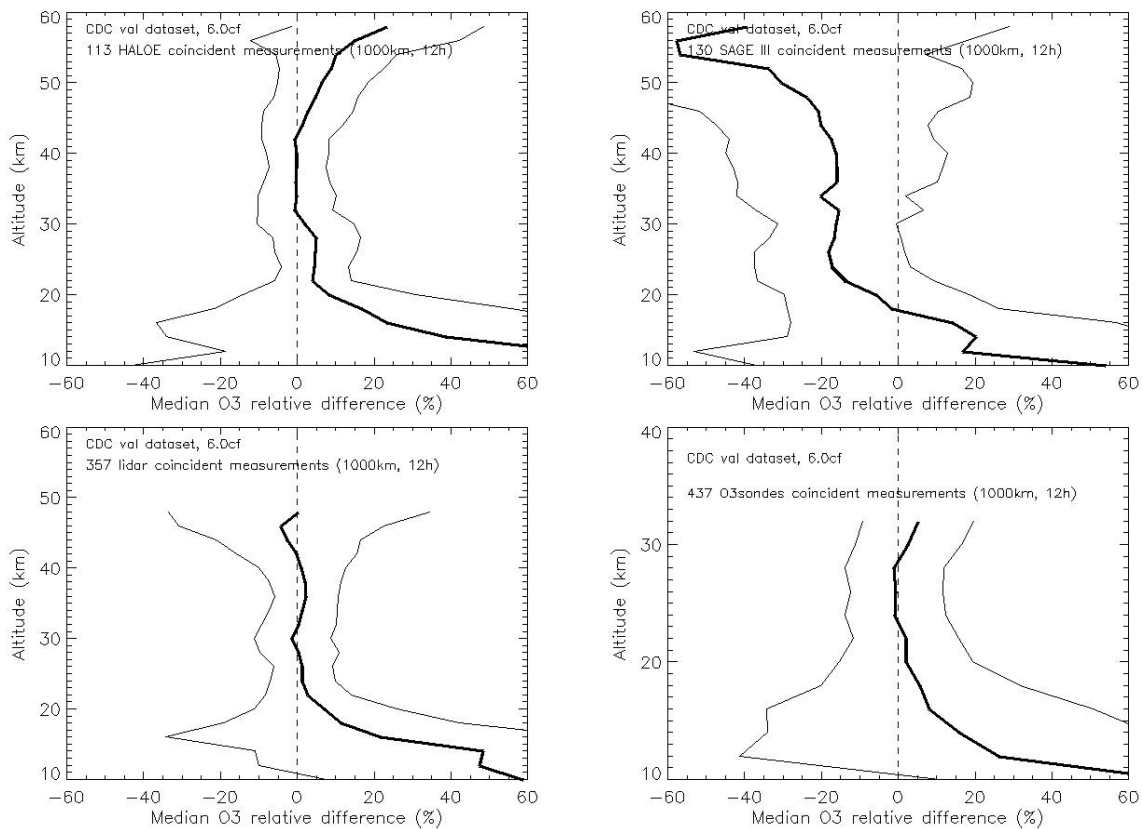 CDC val dataset, 6.0cf
113 HALOE coincident measurements (1000km, 12h)
60
50
40
30
20
10
Altitude (km)
−60 −40 −20 0 20 40 60
Median O3 relative difference (%)
CDC val dataset, 6.0cf
130 SAGE III coincident measurements (1000km, 12h)
60
50
40
30
20
10
Altitude (km)
−60 −40 −20 0 20 40 60
Median O3 relative difference (%)
CDC val dataset, 6.0cf
357 lidar coincident measurements (1000km, 12h)
60
50
40
30
20
10
Altitude (km)
−60 −40 −20 0 20 40 60
Median O3 relative difference (%)
CDC val dataset, 6.0cf
437 O3sondes coincident measurements (1000km, 12h)
40
30
20
10
Altitude (km)
−60 −40 −20 0 20 40 60
Median O3 relative difference (%)